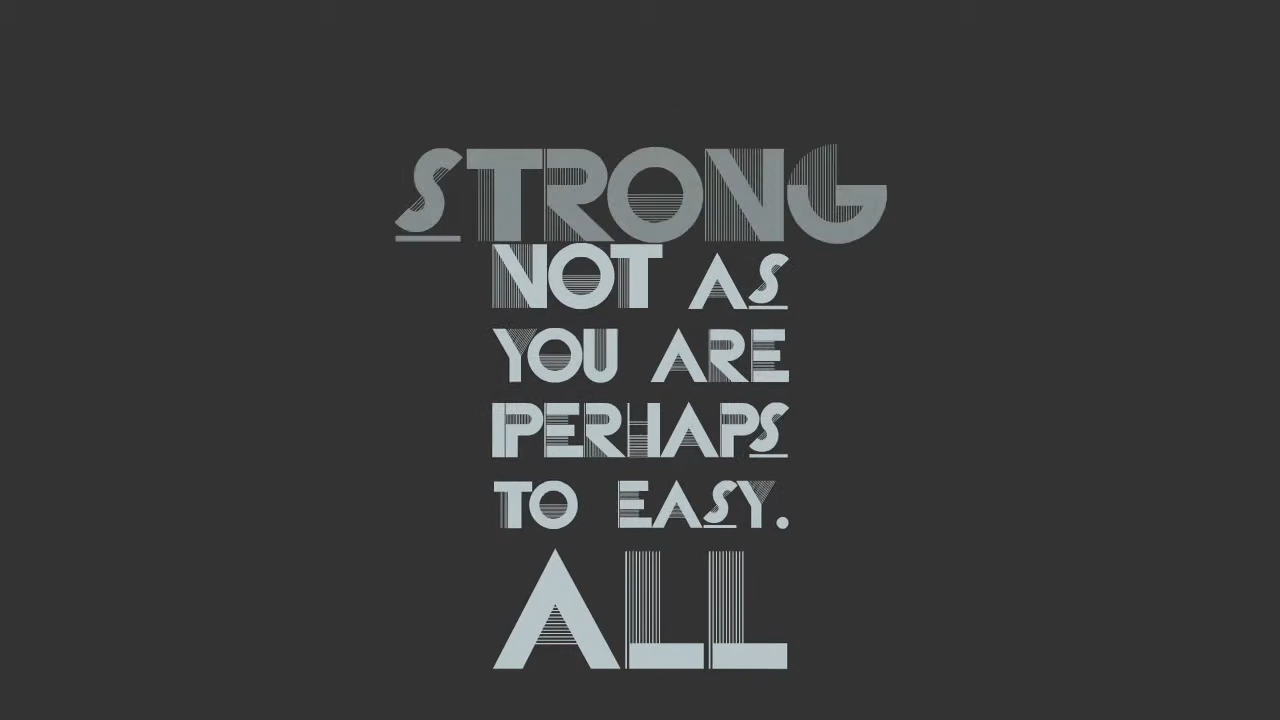 STRONG
NOT AS
YOU ARE
PERHAPS
TO EASY.
ALL